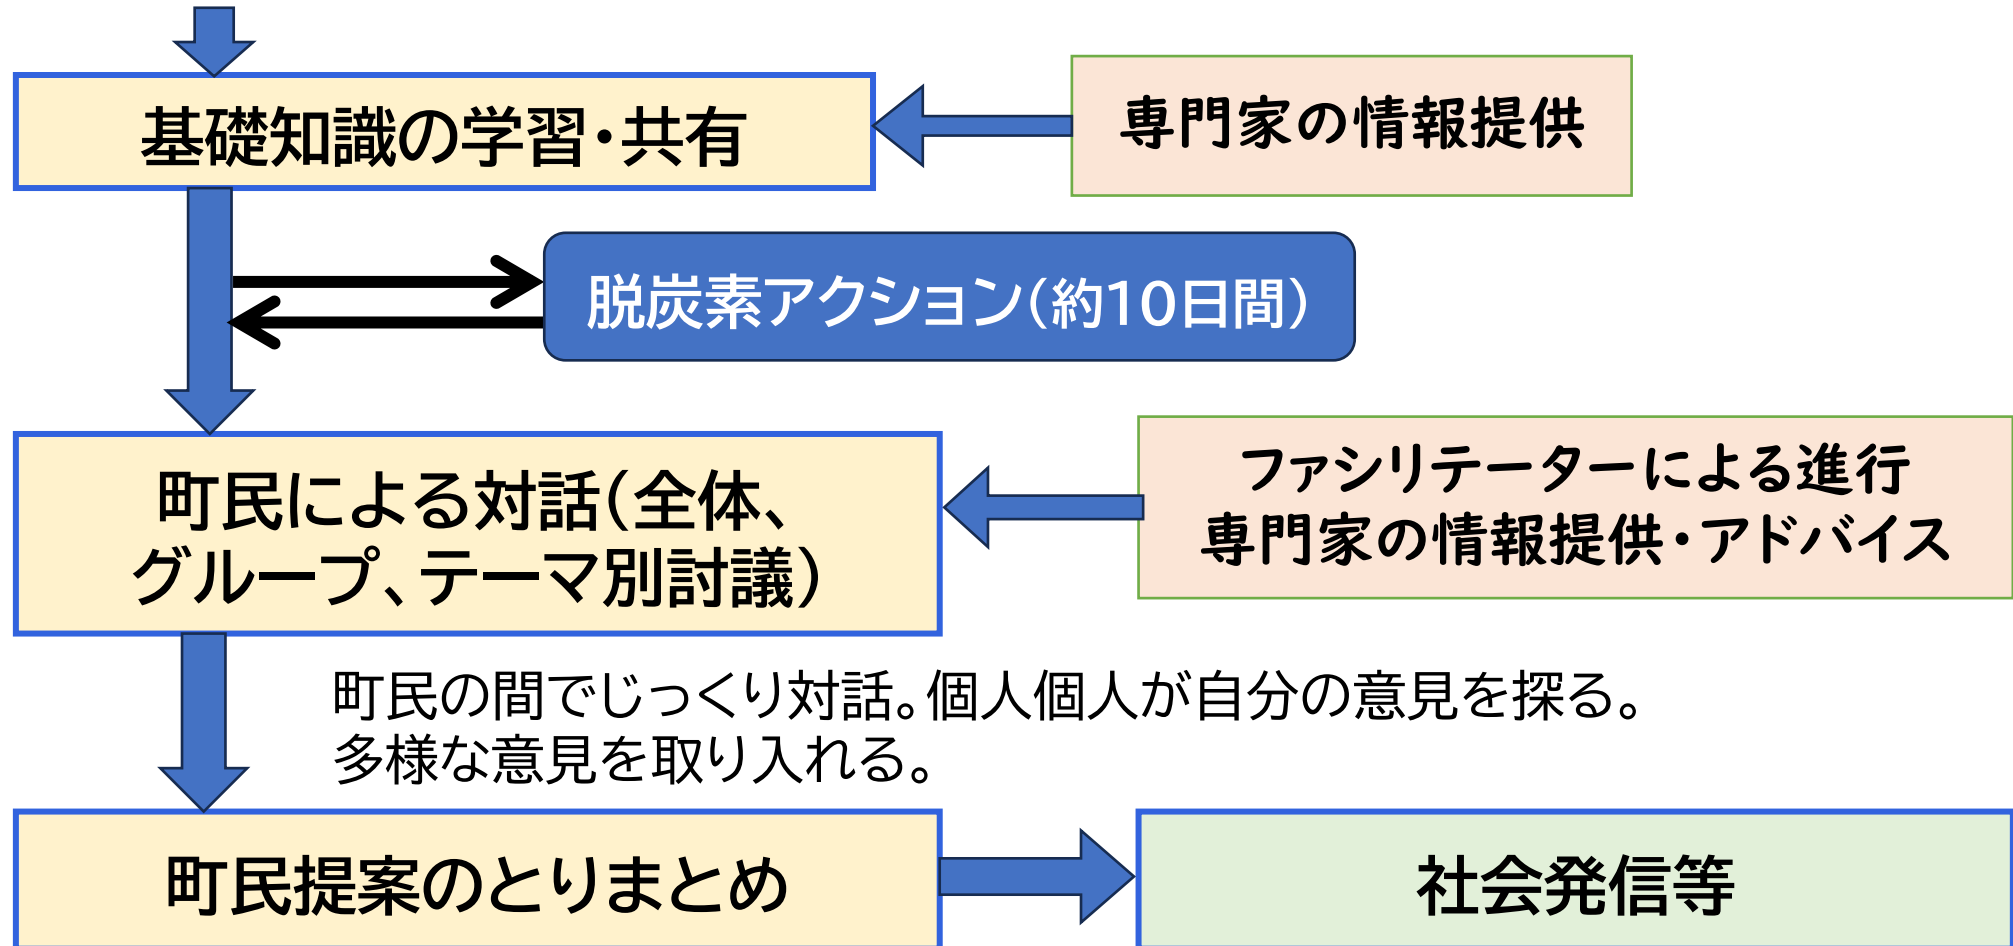 基礎知識の学習・共有
専門家の情報提供
脱炭素アクション(約10日間)
町民による対話(全体、
グループ、テーマ別討議)
ファシリテーターによる進行
専門家の情報提供・アドバイス
町民の間でじっくり対話。個人個人が自分の意見を探る。
多様な意見を取り入れる。
町民提案のとりまとめ
社会発信等